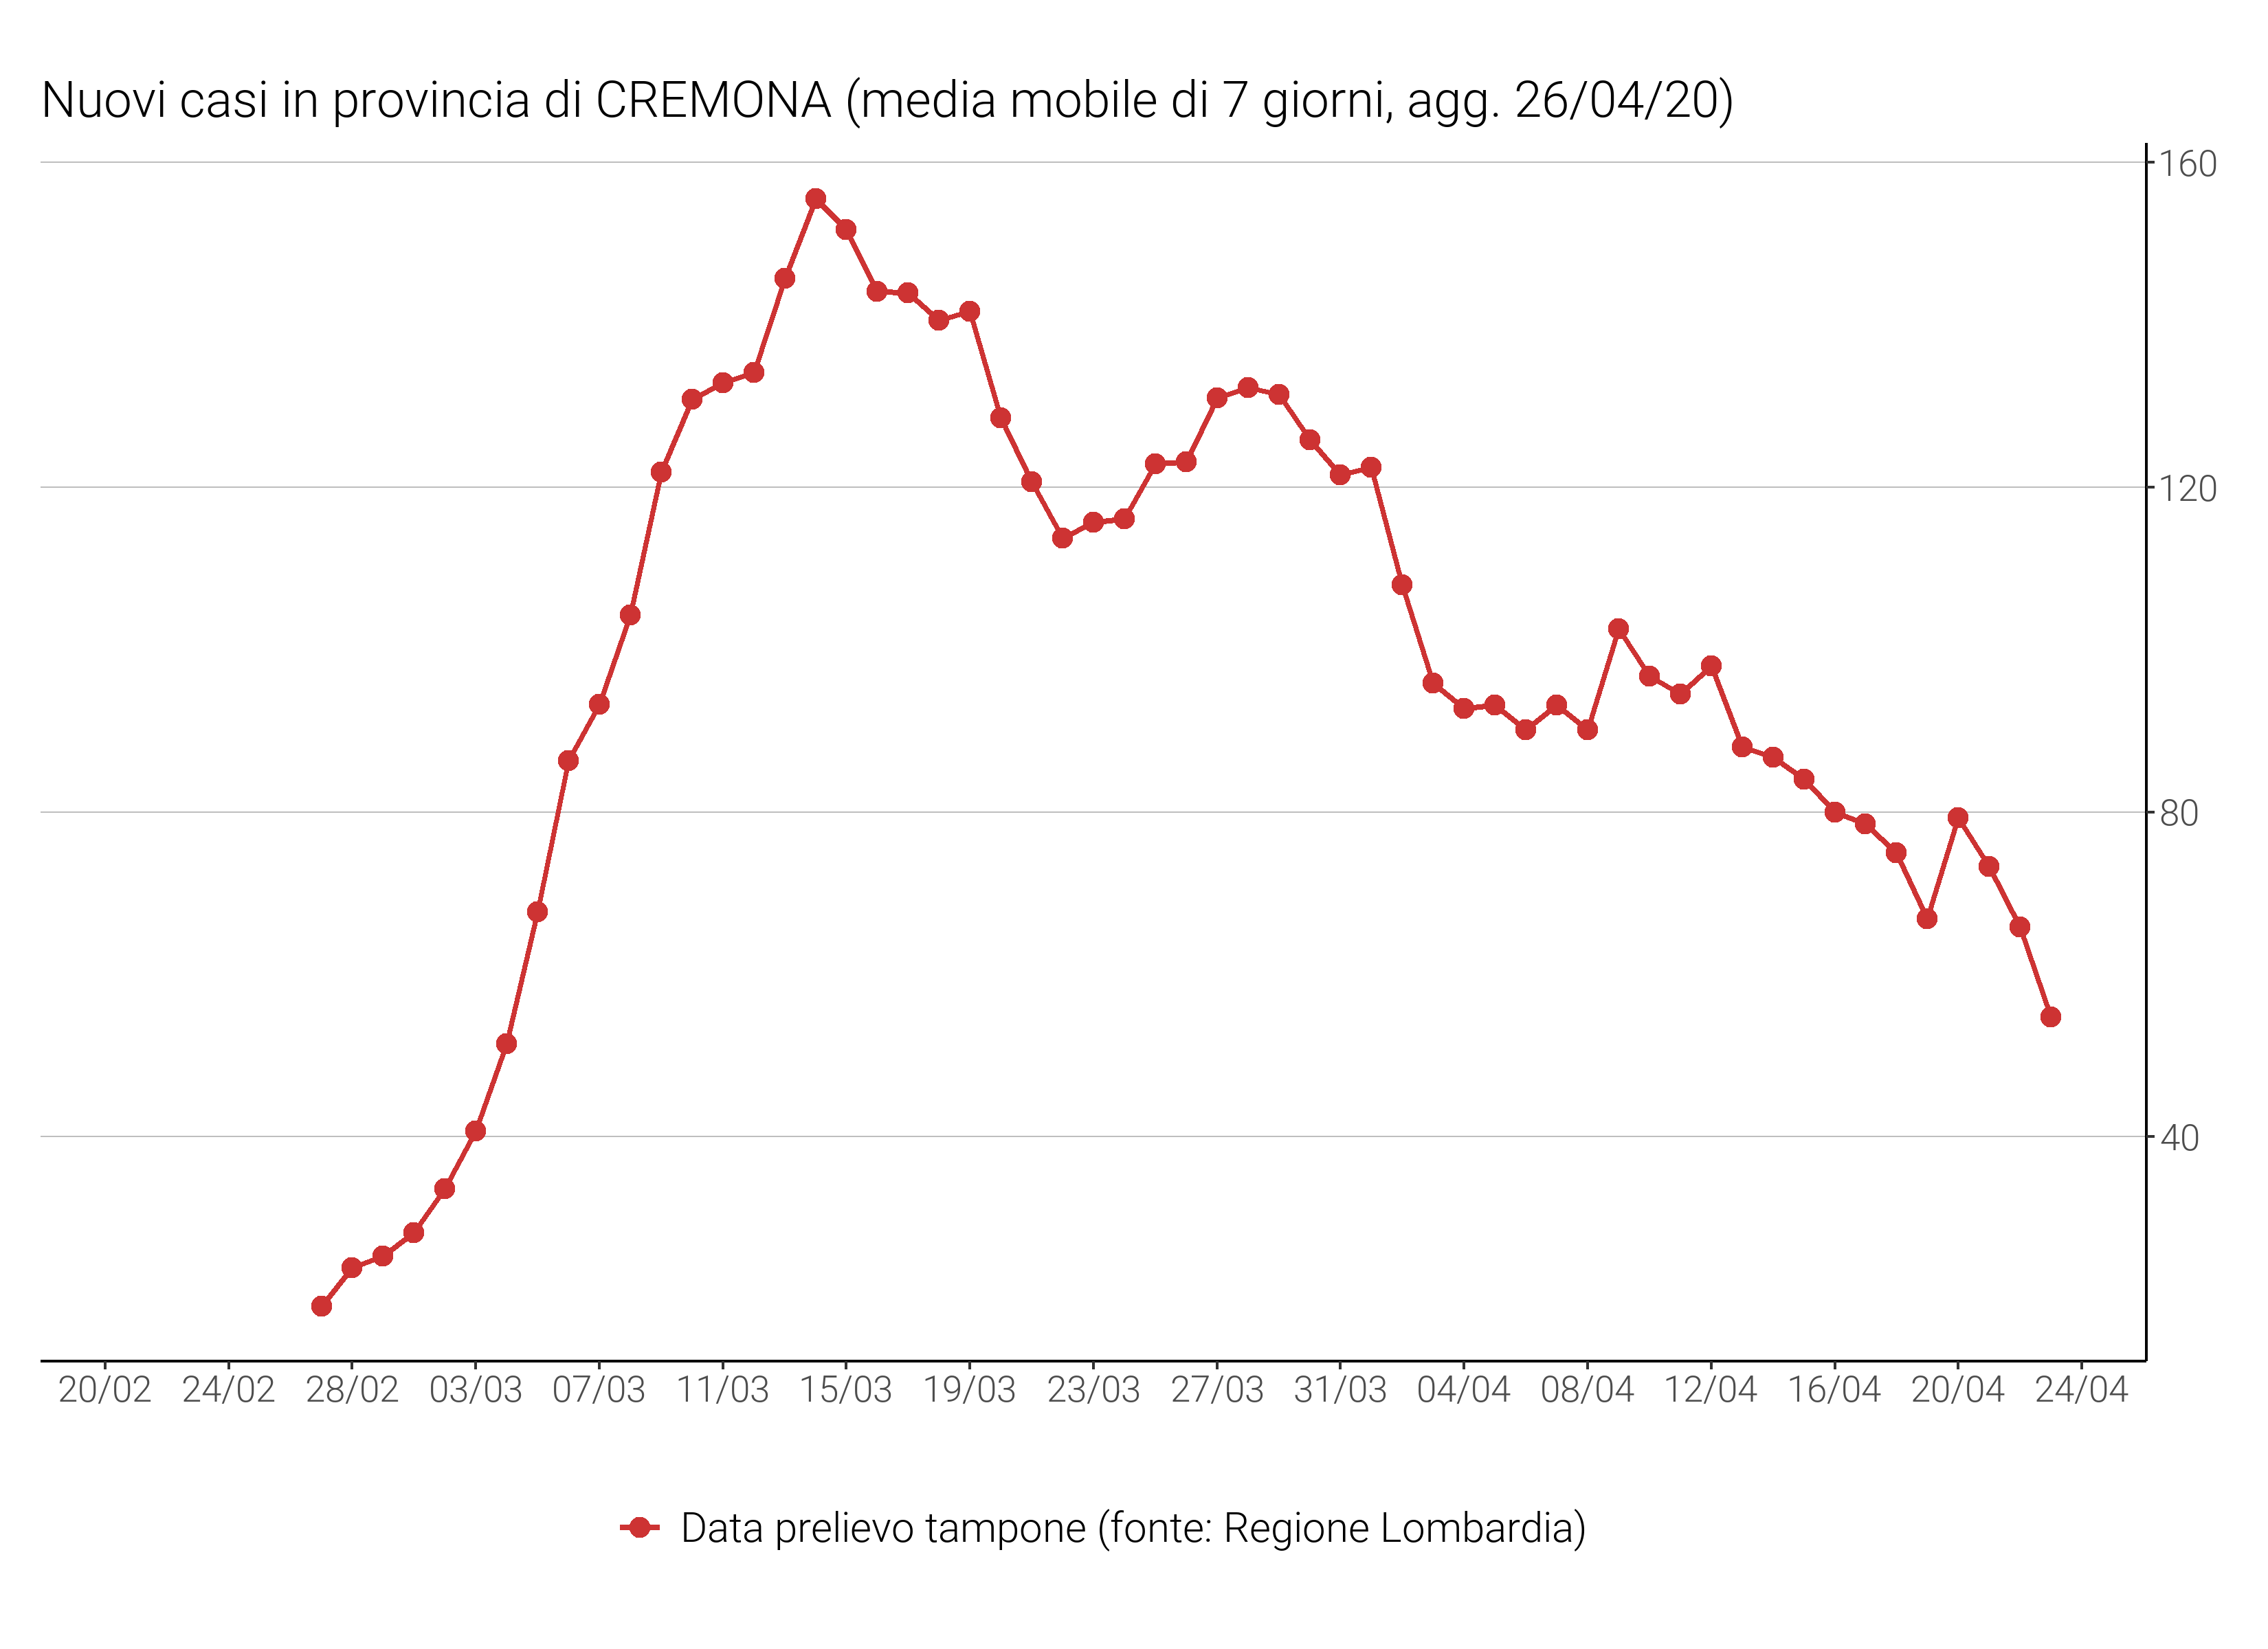 Nuovi casi in provincia di CREMONA (media mobile di 7 giorni, agg. 26/04/20)
160
120
80
40
20/02 24/02 28/02 03/03 07/03 11/03 15/03 19/03 23/03 27/03 31/03 04/04 08/04 12/04 16/04 20/04 24/04
Data prelievo tampone (fonte: Regione Lombardia)